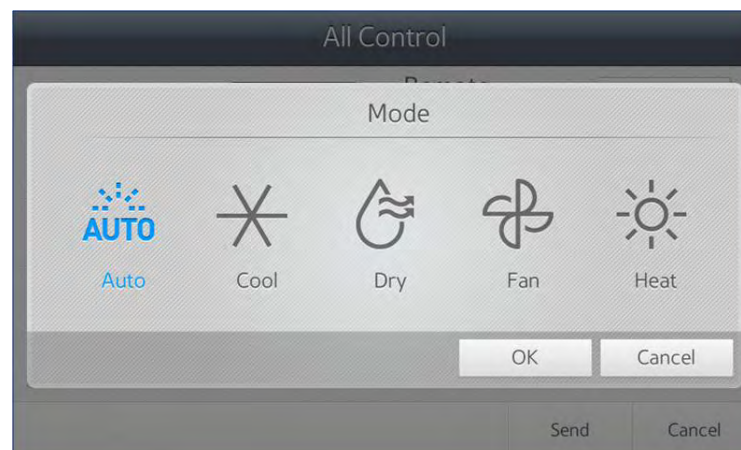 All Control
Mode
AUTO
Auto Cool Dry Fan Heat
OK Cancel
Send Cancel